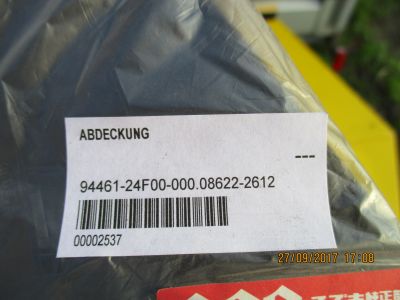 ABDECKUNG
---
94461-24F00-000.08622-2612
00002537
27/09/2017 17:08